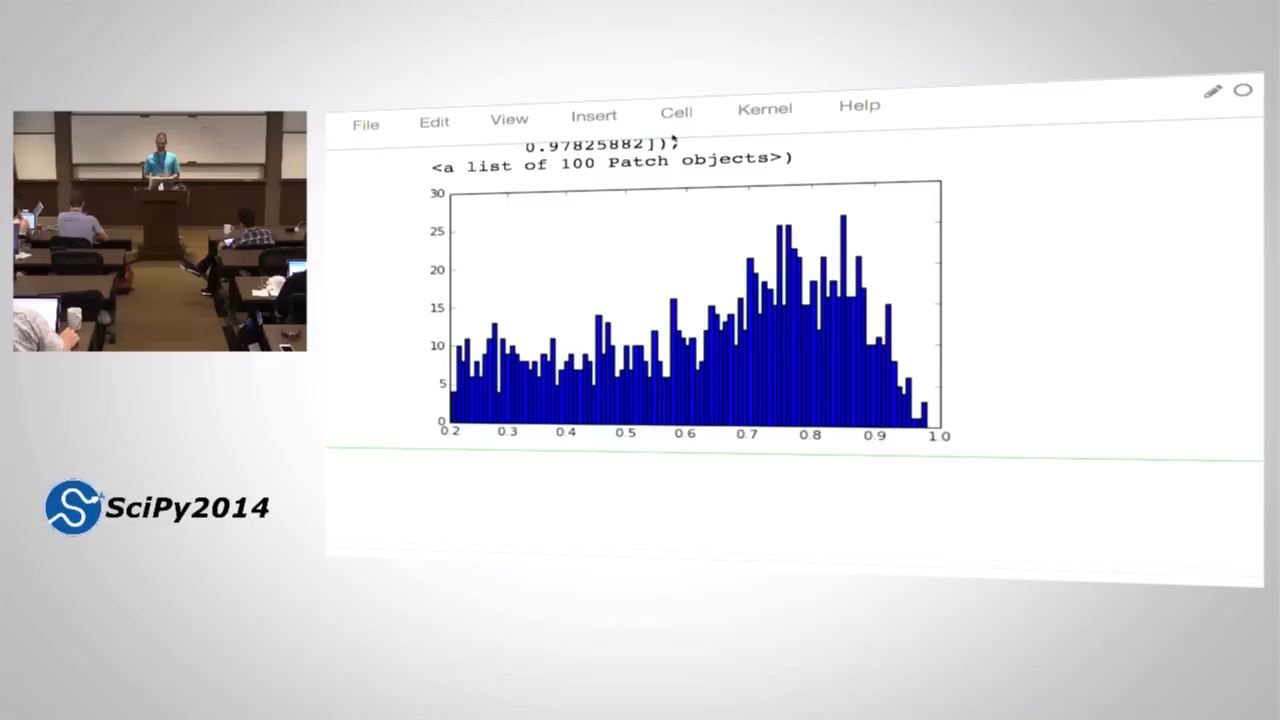 File Edit View Insert Cell Kernel Help
0.97825882]);
<a list of 100 Patch objects>)
30
25
20
15
10
5
0
0.2 0.3 0.4 0.5 0.6 0.7 0.8 0.9 1.0
SciPy2014